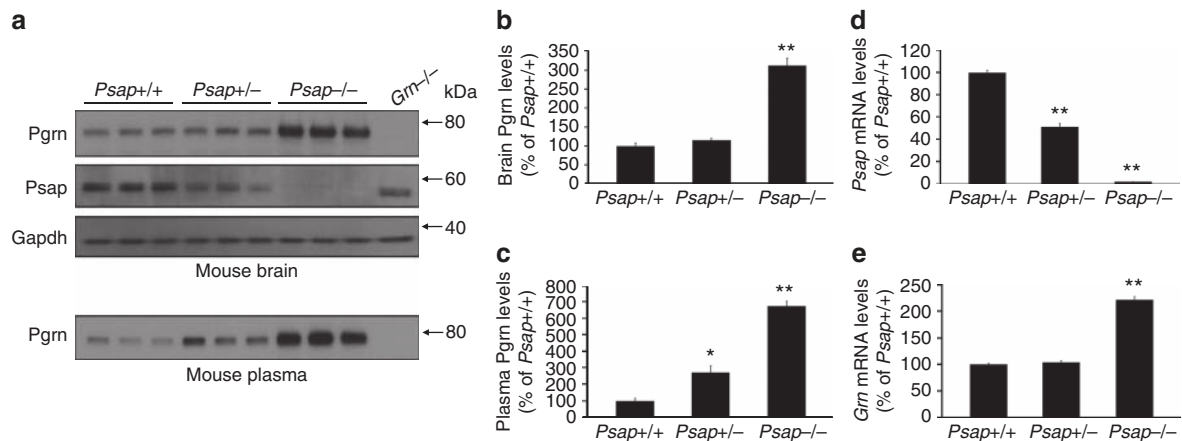 a
Psap+/+ Psap+/– Psap–/– Grn–/– kDa
Pgrn 80
Psap 60
Gapdh 40
Mouse brain
Pgrn 80
Mouse plasma
b
Brain Pgrn levels
(% of Psap+/+)
350
300
250
200
150
100
50
0
**
Psap+/+ Psap+/– Psap–/–
c
Plasma Pgrn levels
(% of Psap+/+)
800
700
600
500
400
300
200
100
0
* **
Psap+/+ Psap+/– Psap–/–
d
Psap mRNA levels
(% of Psap+/+)
120
100
80
60
40
20
0
** **
Psap+/+ Psap+/– Psap–/–
e
Grn mRNA levels
(% of Psap+/+)
250
200
150
100
50
0
**
Psap+/+ Psap+/– Psap–/–